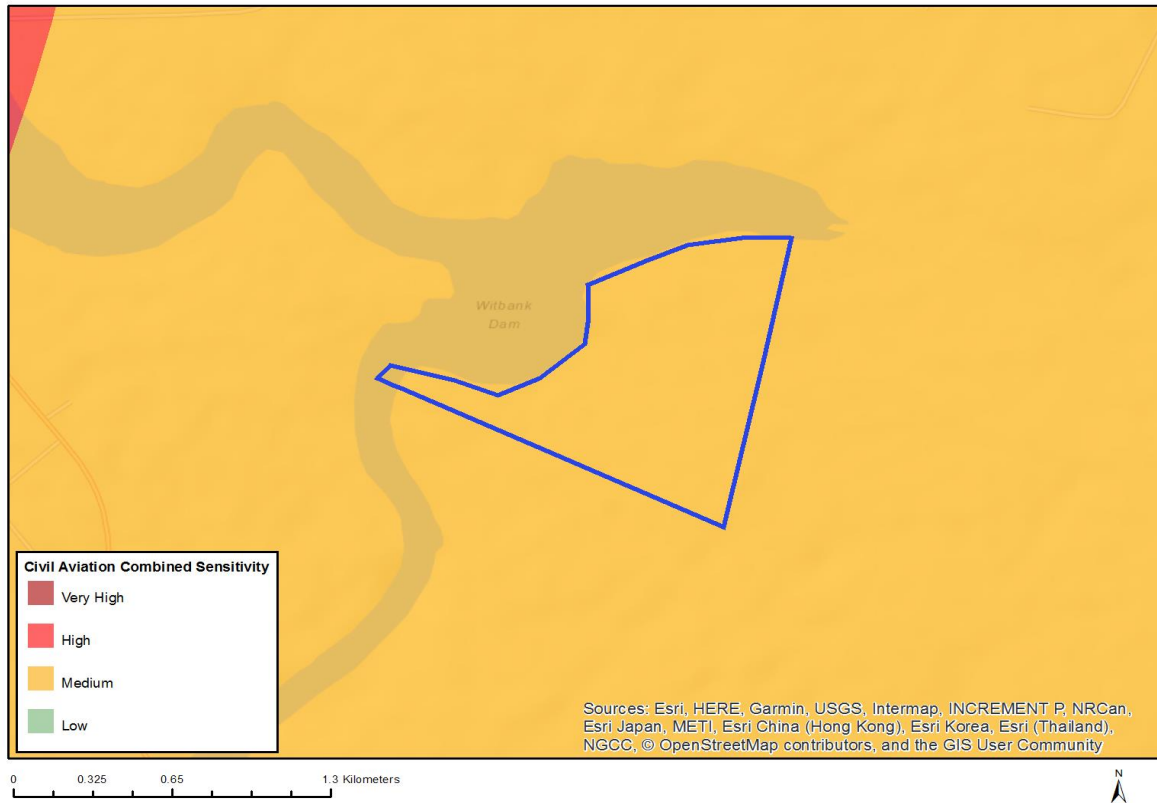 Witbank
Dam
Civil Aviation Combined Sensitivity
Very High
High
Medium
Low
Sources: Esri, HERE, Garmin, USGS, Intermap, INCREMENT P, NRCan,
Esri Japan, METI, Esri China (Hong Kong), Esri Korea, Esri (Thailand),
NGCC, © OpenStreetMap contributors, and the GIS User Community
0 0.325 0.65 1.3 Kilometers
N